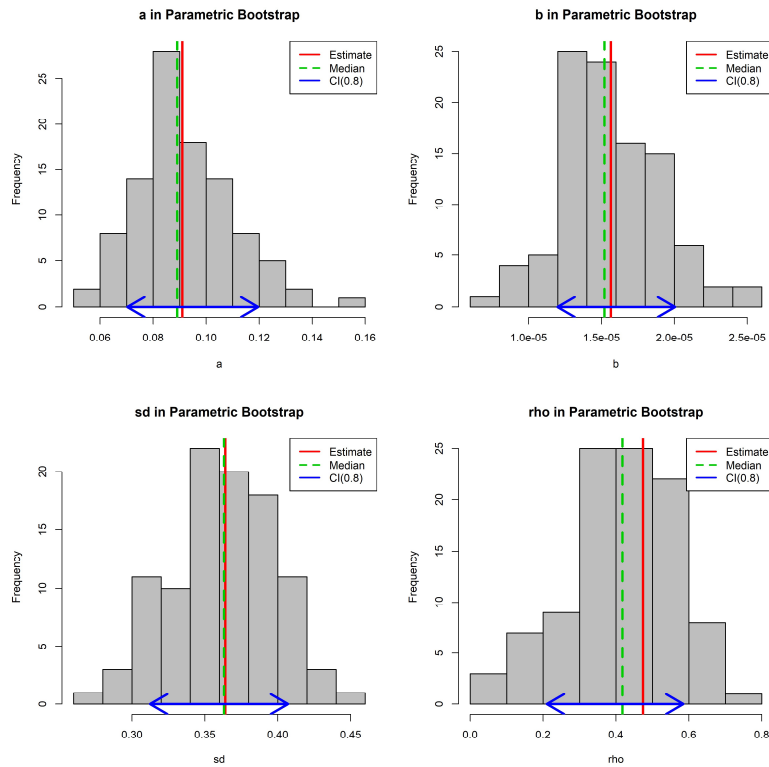 a in Parametric Bootstrap
Estimate
Median
CI(0.8)
Frequency
0 5 10 15 20 25
0.06 0.08 0.10 0.12 0.14 0.16
a
b in Parametric Bootstrap
Estimate
Median
CI(0.8)
Frequency
0 5 10 15 20 25
1.0e-05 1.5e-05 2.0e-05 2.5e-05
b
sd in Parametric Bootstrap
Estimate
Median
CI(0.8)
Frequency
0 5 10 15 20
0.30 0.35 0.40 0.45
sd
rho in Parametric Bootstrap
Estimate
Median
CI(0.8)
Frequency
0 5 10 15 20 25
0.0 0.2 0.4 0.6 0.8
rho